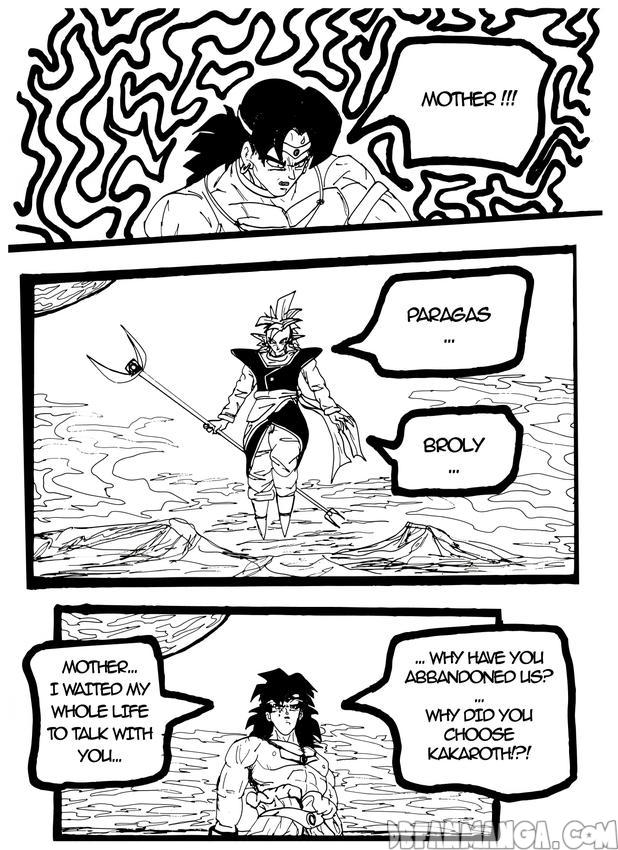 MOTHER !!!
PARAGAS
...
BROLY
...
MOTHER...
I WAITED MY
WHOLE LIFE
TO TALK WITH
YOU...
... WHY HAVE YOU
ABBANDONED US?
...
WHY DID YOU
CHOOSE
KAKAROTH!?!
DBFANMANGA.COM